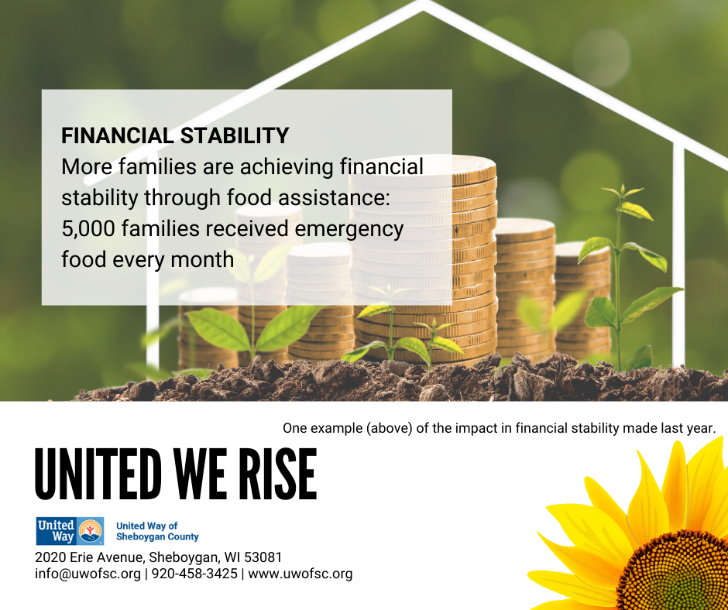 FINANCIAL STABILITY
More families are achieving financial
stability through food assistance:
5,000 families received emergency
food every month
One example (above) of the impact in financial stability made last year.
UNITED WE RISE
United
Way
United Way of
Sheboygan County
2020 Erie Avenue, Sheboygan, WI 53081
info@uwofsc.org | 920-458-3425 | www.uwofsc.org